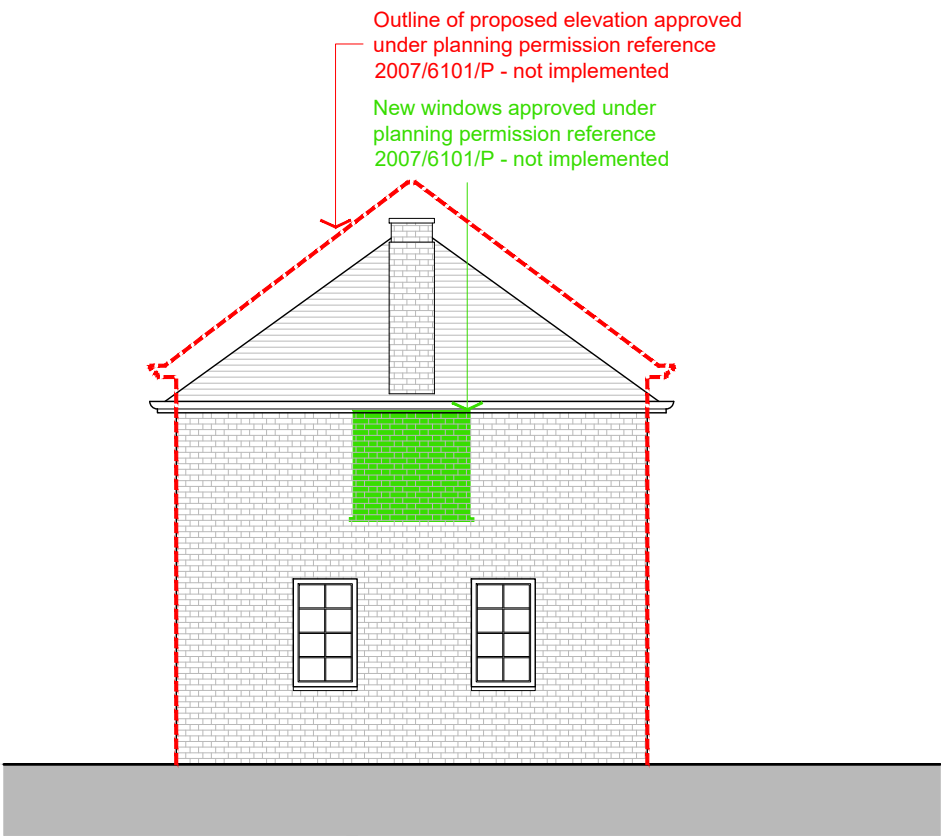 Outline of proposed elevation approved
under planning permission reference
2007/6101/P - not implemented
New windows approved under
planning permission reference
2007/6101/P - not implemented